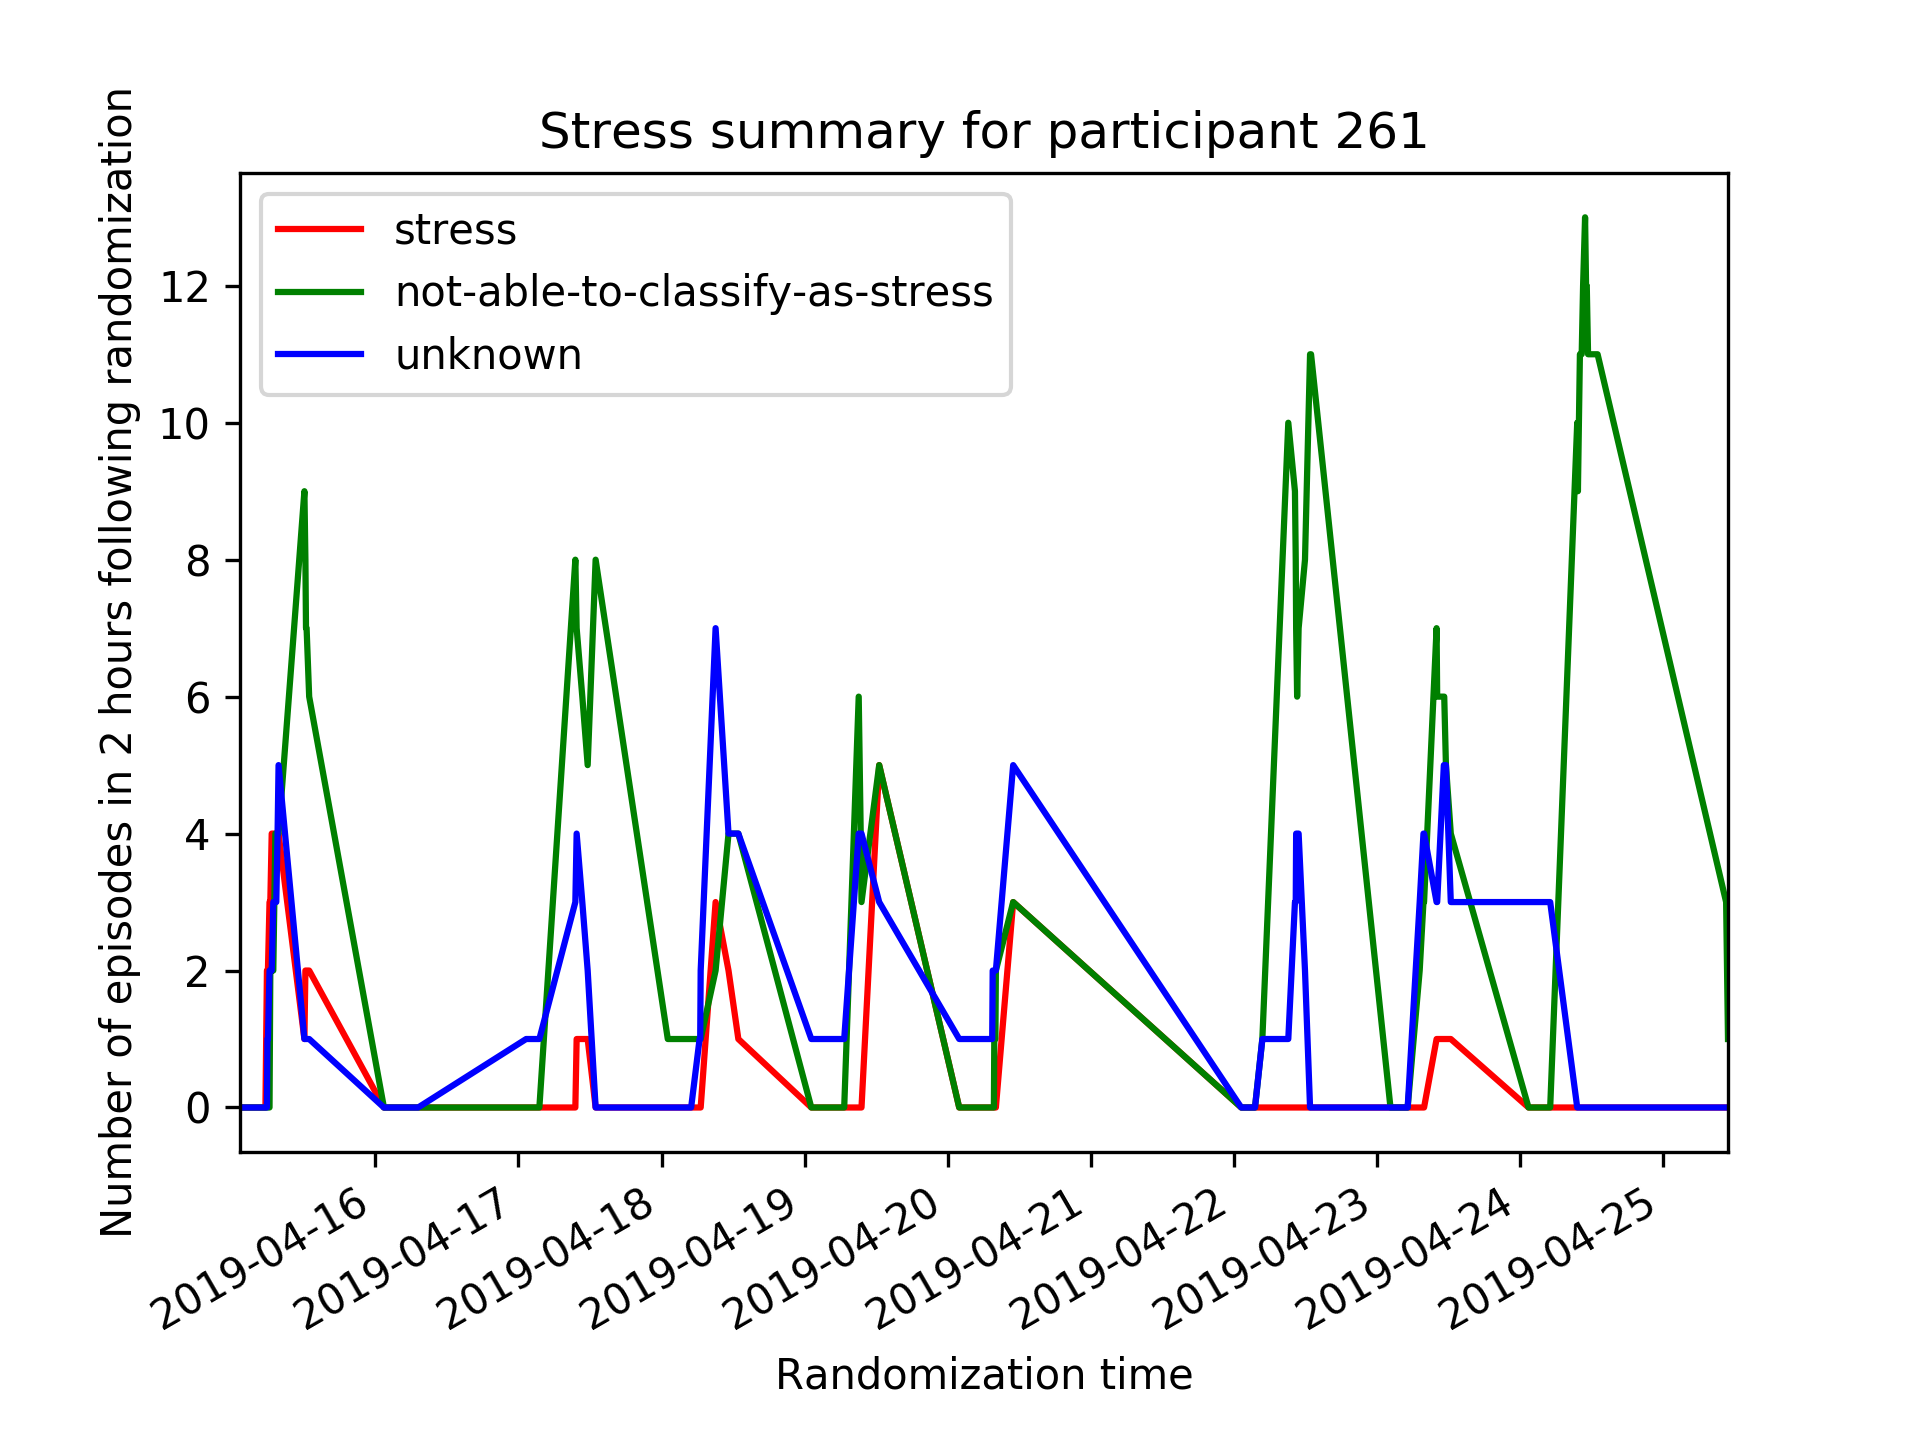 Stress summary for participant 261
Number of episodes in 2 hours following randomization
stress
not-able-to-classify-as-stress
unknown
12
10
8
6
4
2
0
2019-04-16
2019-04-17
2019-04-18
2019-04-19
2019-04-20
2019-04-21
2019-04-22
2019-04-23
2019-04-24
2019-04-25
Randomization time